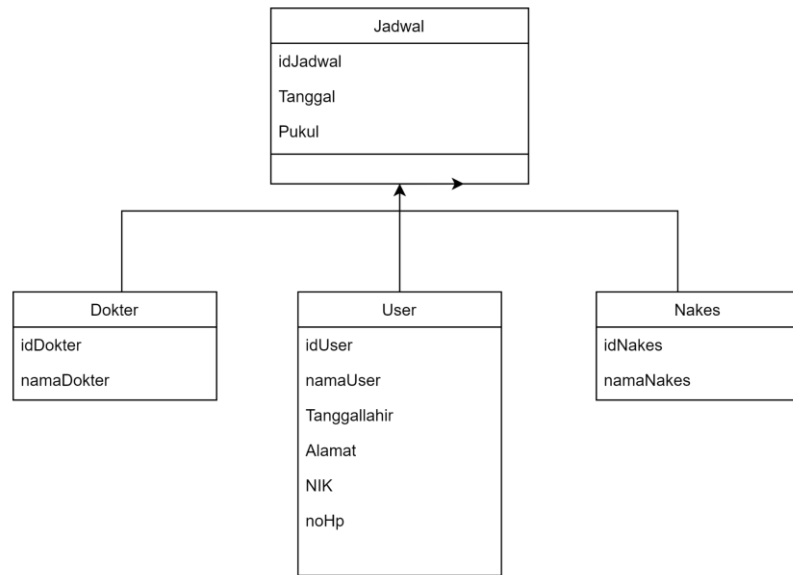 Jadwal
idJadwal
Tanggal
Pukul
Dokter
idDokter
namaDokter
User
idUser
namaUser
Tanggallahir
Alamat
NIK
noHp
Nakes
idNakes
namaNakes